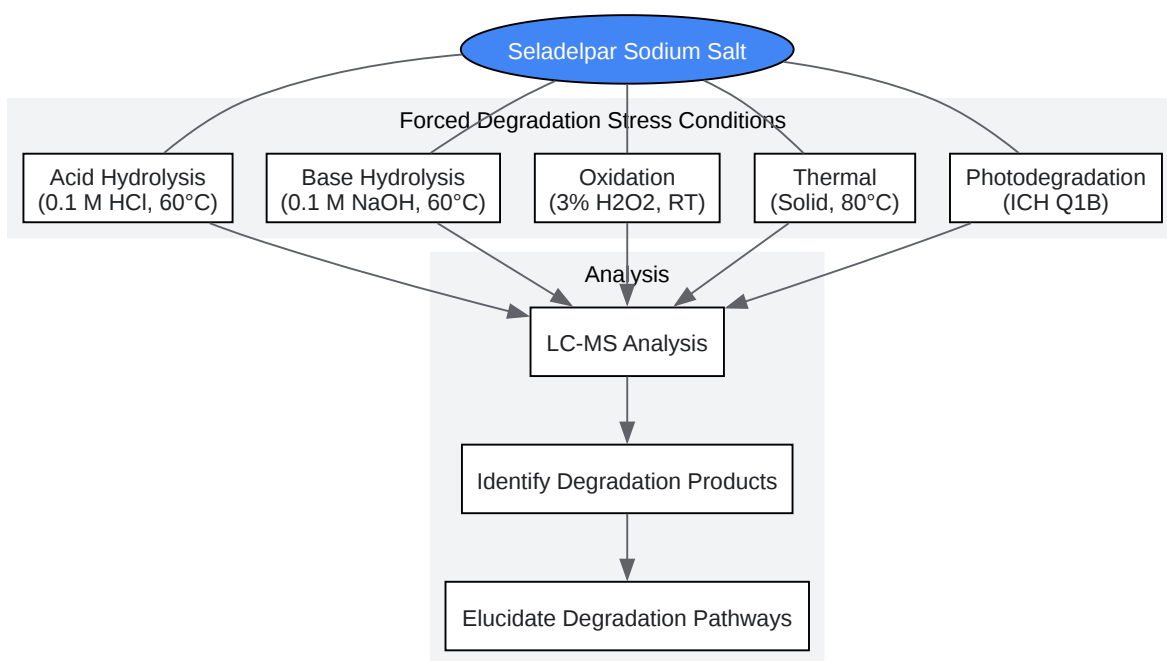 Seladelpar Sodium Salt
Forced Degradation Stress Conditions
Acid Hydrolysis
(0.1 M HCl, 60°C)
Base Hydrolysis
(0.1 M NaOH, 60°C)
Oxidation
(3% H2O2, RT)
Thermal
(Solid, 80°C)
Photodegradation
(ICH Q1B)
Analysis
LC-MS Analysis
Identify Degradation Products
Elucidate Degradation Pathways